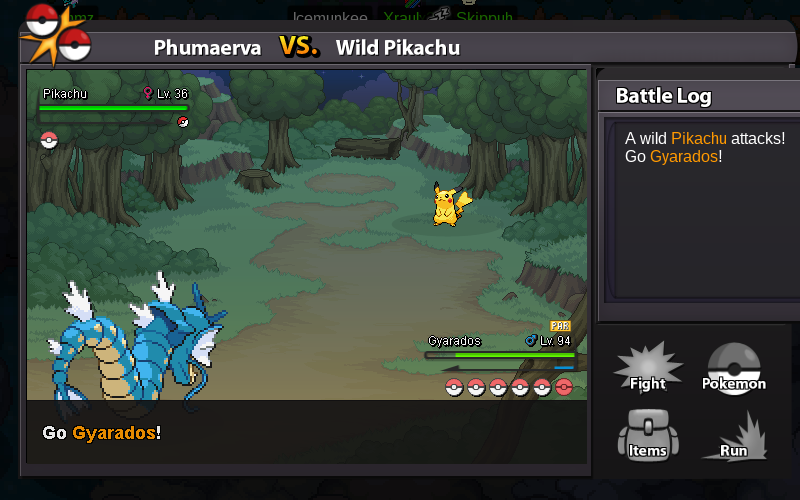 Icemunkee
Skippuh
Phumaerva VS. Wild Pikachu
Pikachu Lv. 36
Battle Log
A wild Pikachu attacks!
Go Gyarados!
PAR
Gyarados Lv. 94
Fight
Pokemon
Go Gyarados!
Items
Run